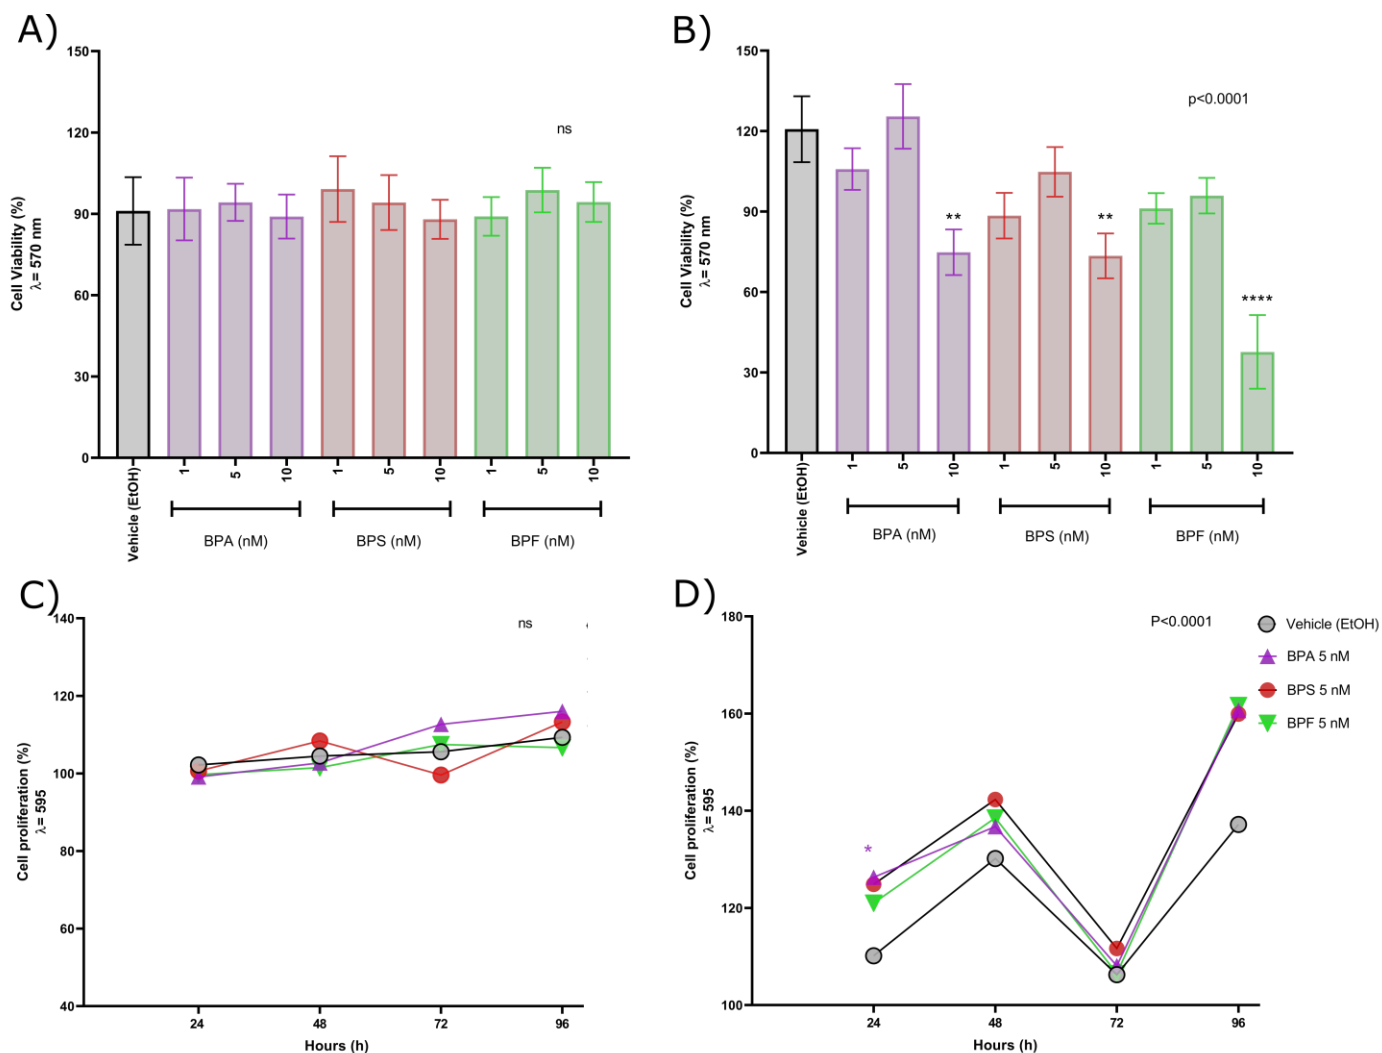 A)
150
120
90
60
30
0
Cell Viability (%)
λ= 570 nm
ns
Vehicle (EtOH)
1
5
10
1
5
10
1
5
10
BPA (nM)
BPS (nM)
BPF (nM)
B)
150
120
90
60
30
0
Cell Viability (%)
λ= 570 nm
p<0.0001
**
**
****
Vehicle (EtOH)
1
5
10
1
5
10
1
5
10
BPA (nM)
BPS (nM)
BPF (nM)
C)
140
120
100
80
60
40
Cell proliferation (%)
λ= 595
ns
24
48
72
96
Hours (h)
D)
180
160
140
120
100
Cell proliferation (%)
λ= 595
P<0.0001
*
24
48
72
96
Hours (h)
Vehicle (EtOH)
BPA 5 nM
BPS 5 nM
BPF 5 nM